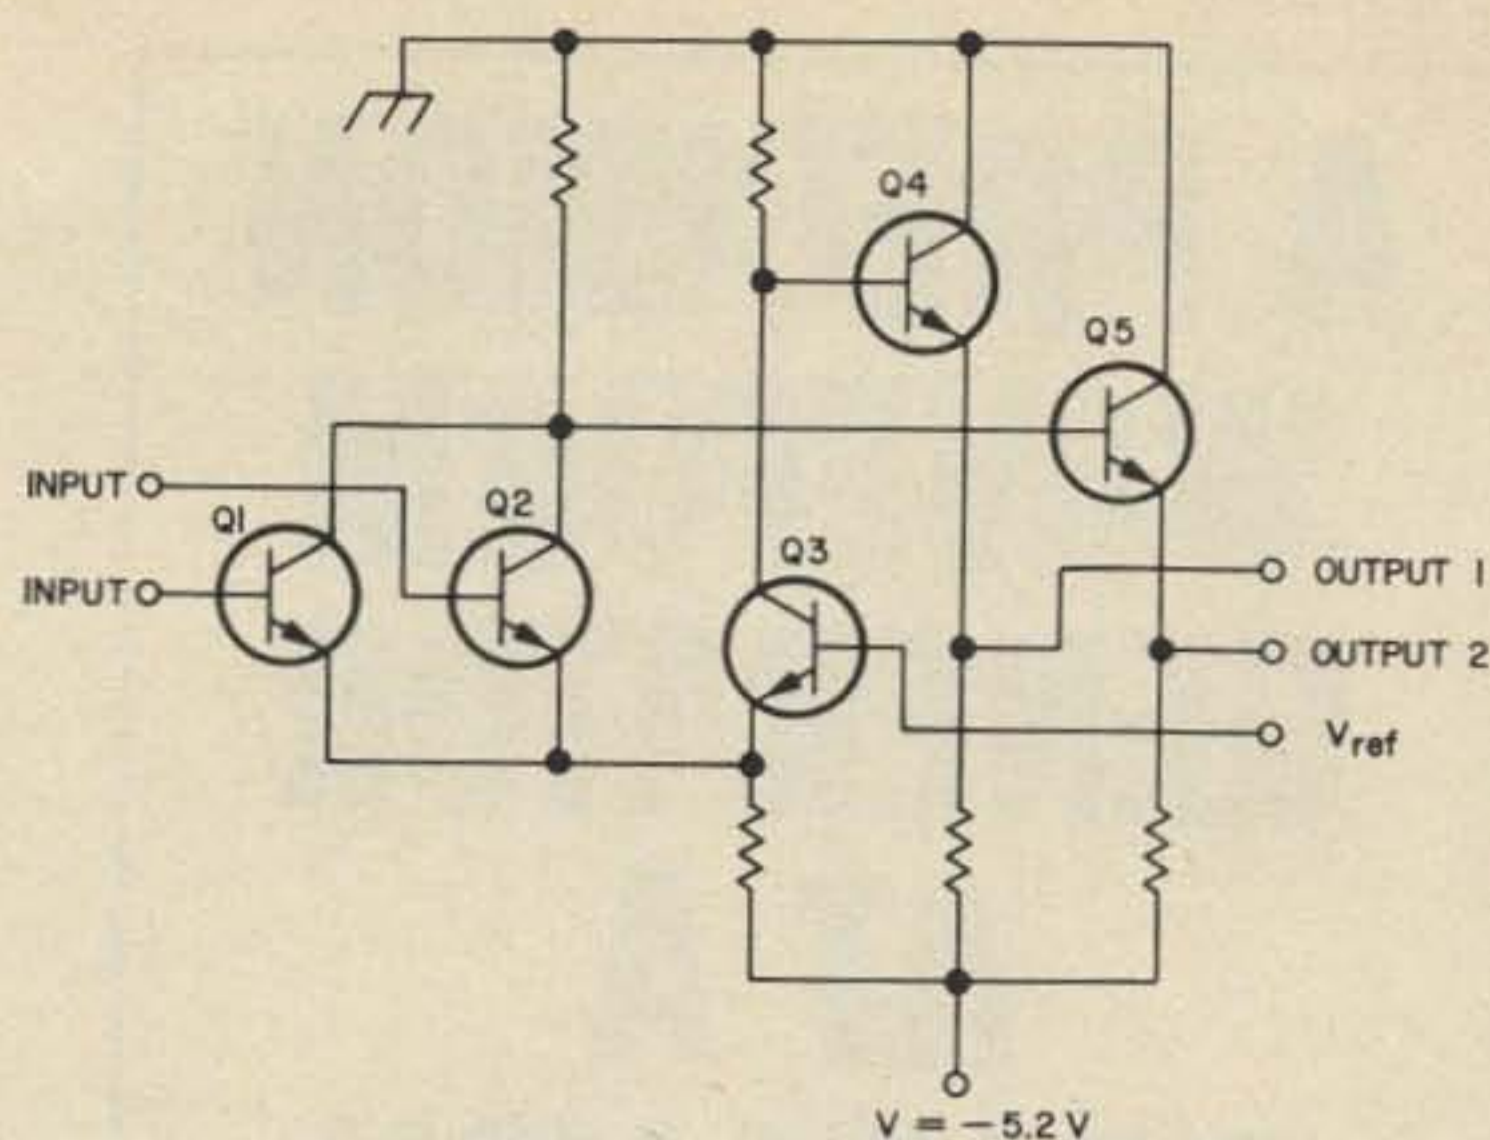 Q4
Q5
INPUT
Q1
Q2
Q3
INPUT
OUTPUT 1
OUTPUT 2
Vref
V = −5.2 V